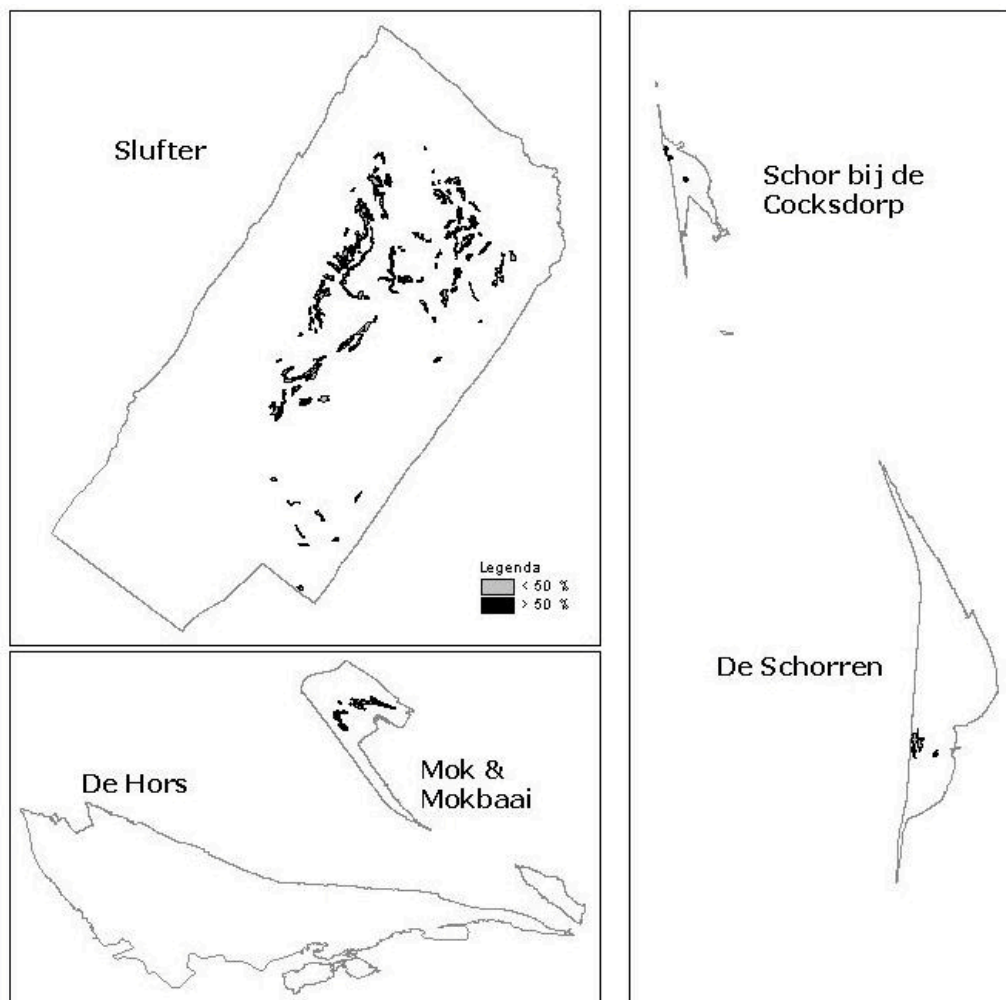 Slufter
Legenda
< 50 %
> 50 %
De Hors
Mok &
Mokbaai
Schor bij de
Cocksdorp
De Schorren